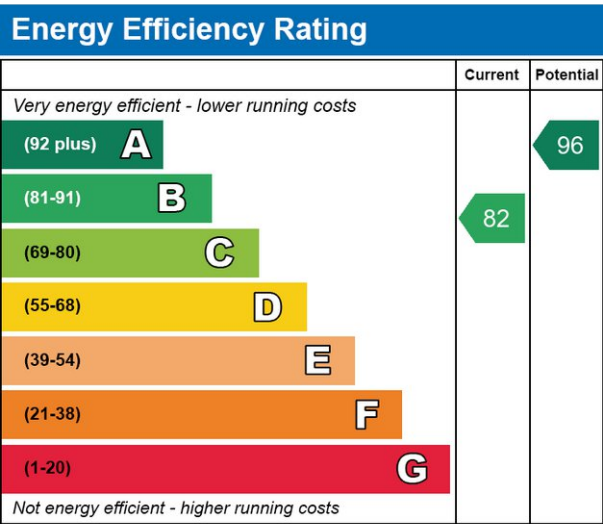 Energy Efficiency Rating
Current Potential
Very energy efficient - lower running costs
(92 plus) A 96
(81-91) B
82
(69-80) C
(55-68) D
(39-54) E
(21-38) F
(1-20) G
Not energy efficient - higher running costs